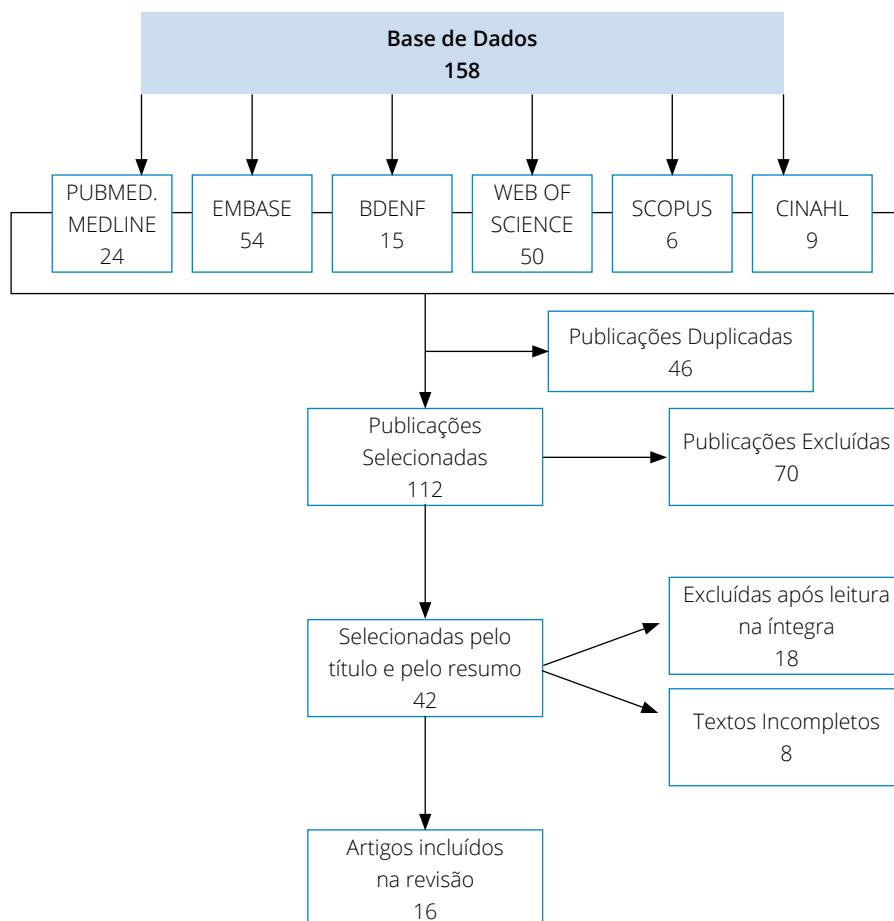 Base de Dados
158
PUBMED.
MEDLINE
24
EMBASE
54
BDENF
15
WEB OF
SCIENCE
50
SCOPUS
6
CINAHL
9
Publicações Duplicadas
46
Publicações
Selecionadas
112
Publicações Excluídas
70
Selecionadas pelo
título e pelo resumo
42
Excluídas após leitura
na íntegra
18
Textos Incompletos
8
Artigos incluídos
na revisão
16